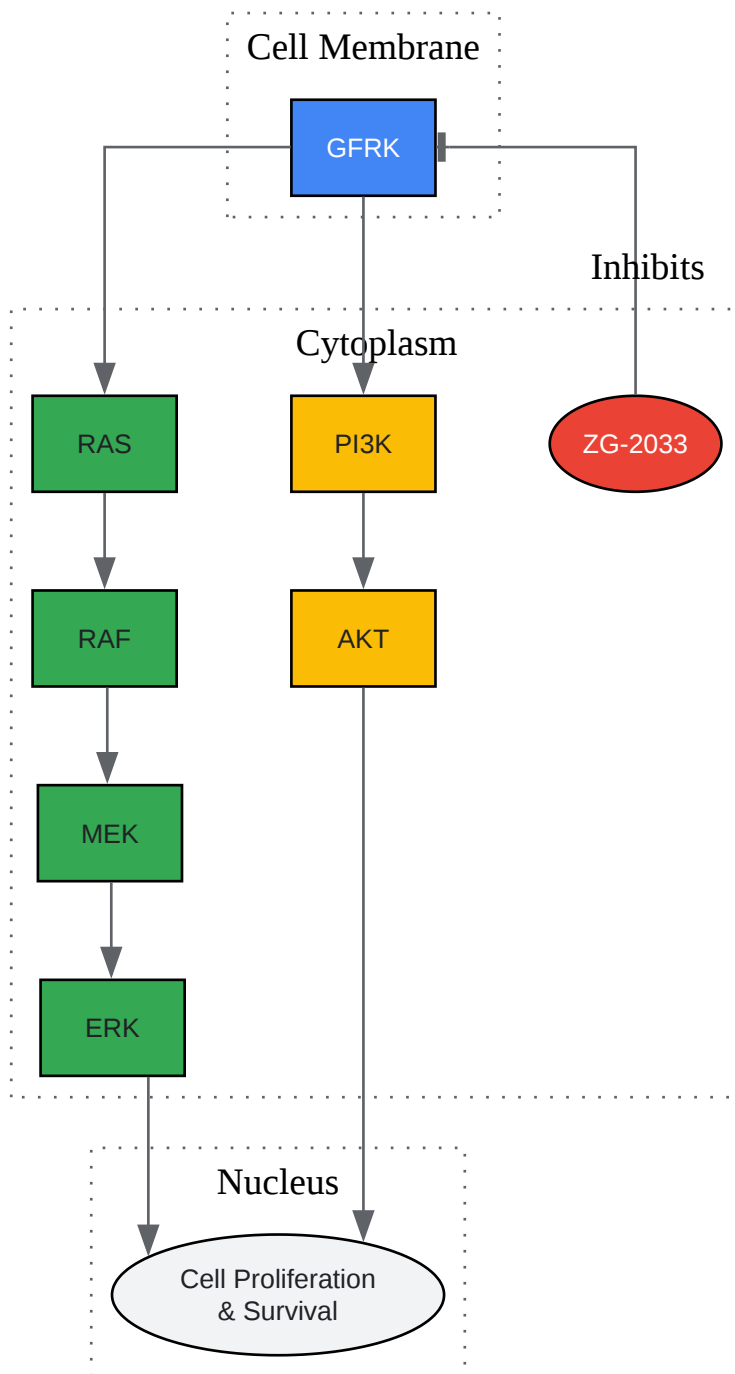 Cell Membrane
GFRK
Inhibits
Cytoplasm
RAS
PI3K
ZG-2033
RAF
AKT
MEK
ERK
Nucleus
Cell Proliferation
& Survival